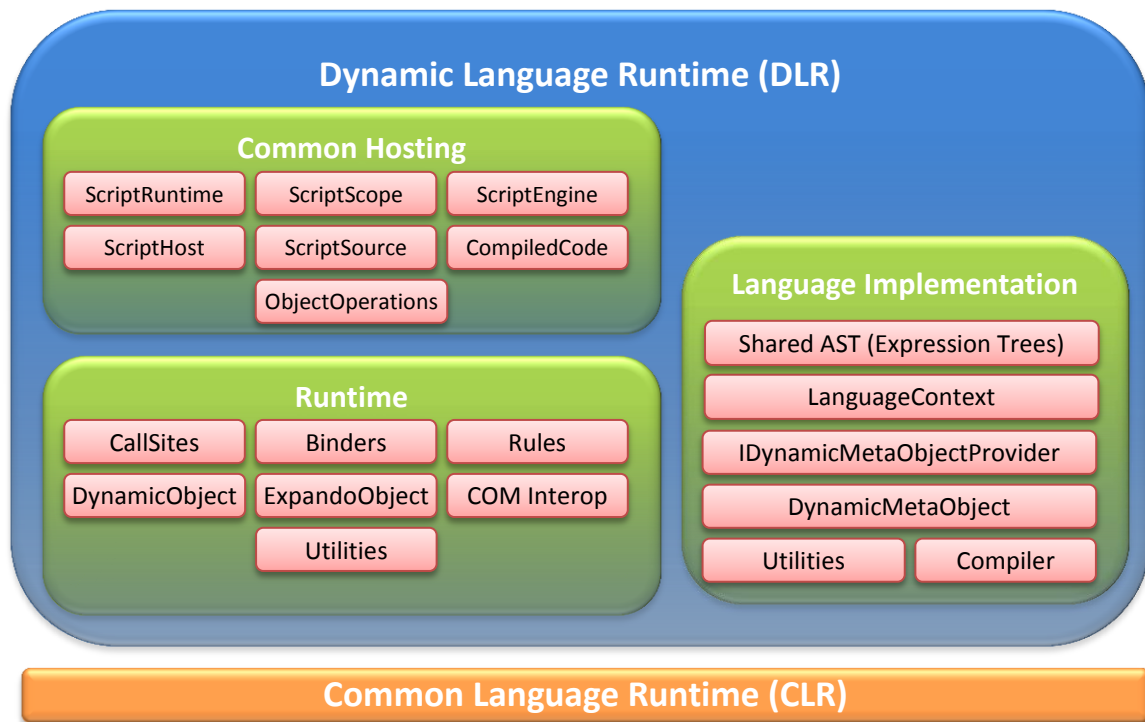 Dynamic Language Runtime (DLR)
Common Hosting
ScriptRuntime ScriptScope ScriptEngine
ScriptHost ScriptSource CompiledCode
ObjectOperations
Runtime
CallSites Binders Rules
DynamicObject ExpandoObject COM Interop
Utilities
Language Implementation
Shared AST (Expression Trees)
LanguageContext
IDynamicMetaObjectProvider
DynamicMetaObject
Utilities Compiler
Common Language Runtime (CLR)